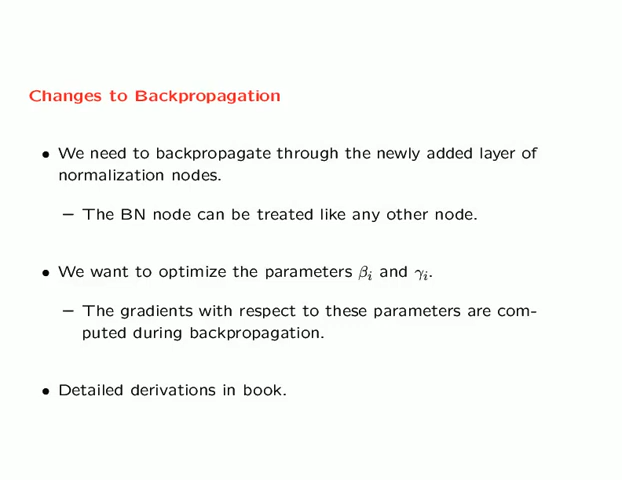 Changes to Backpropagation
• We need to backpropagate through the newly added layer of
normalization nodes.
– The BN node can be treated like any other node.
• We want to optimize the parameters βᵢ and γᵢ.
– The gradients with respect to these parameters are com-
puted during backpropagation.
• Detailed derivations in book.